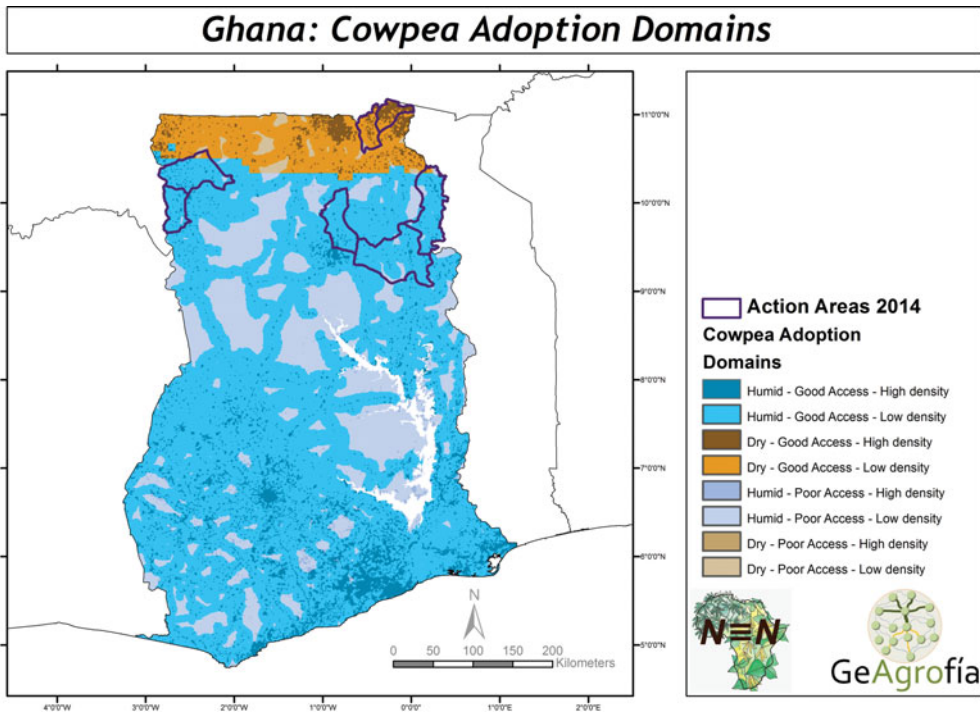 Ghana: Cowpea Adoption Domains
11°0'0"N
10°0'0"N
9°0'0"N
8°0'0"N
7°0'0"N
6°0'0"N
5°0'0"N
4°0'0"W
3°0'0"W
2°0'0"W
1°0'0"W
0°0'0"
1°0'0"E
2°0'0"E
N
0 50 100 150 200
Kilometers
Action Areas 2014
Cowpea Adoption
Domains
Humid - Good Access - High density
Humid - Good Access - Low density
Dry - Good Access - High density
Dry - Good Access - Low density
Humid - Poor Access - High density
Humid - Poor Access - Low density
Dry - Poor Access - High density
Dry - Poor Access - Low density
N≡N
GeAgrofía